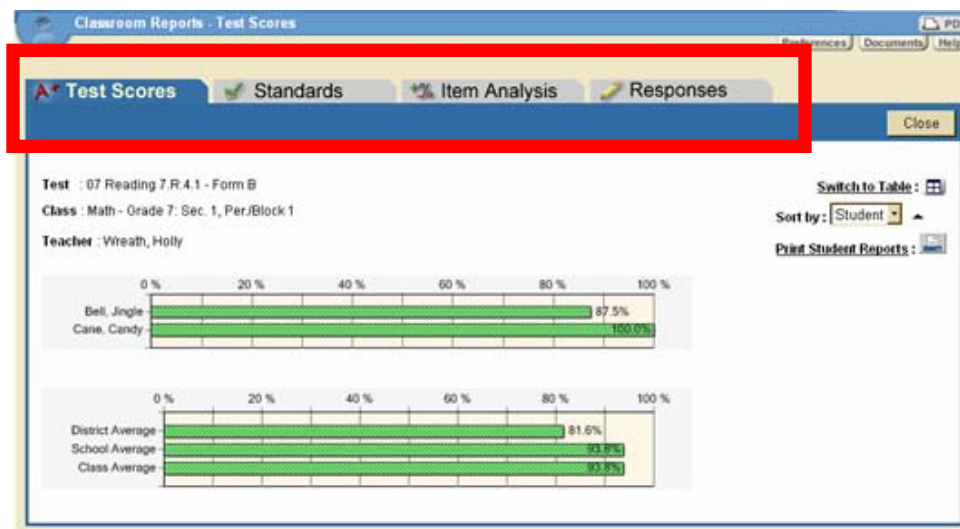 Classroom Reports - Test Scores
PD
Preferences Documents Help
A+ Test Scores Standards Item Analysis Responses
Close
Test : 07 Reading 7.R.4.1 - Form B
Switch to Table :
Class : Math - Grade 7: Sec. 1, Per./Block 1
Sort by : Student
Teacher : Wreath, Holly
Print Student Reports :
0 % 20 % 40 % 60 % 80 % 100 %
Bell, Jingle 87.5%
Cane, Candy 100.0%
0 % 20 % 40 % 60 % 80 % 100 %
District Average 81.6%
School Average 93.8%
Class Average 93.8%